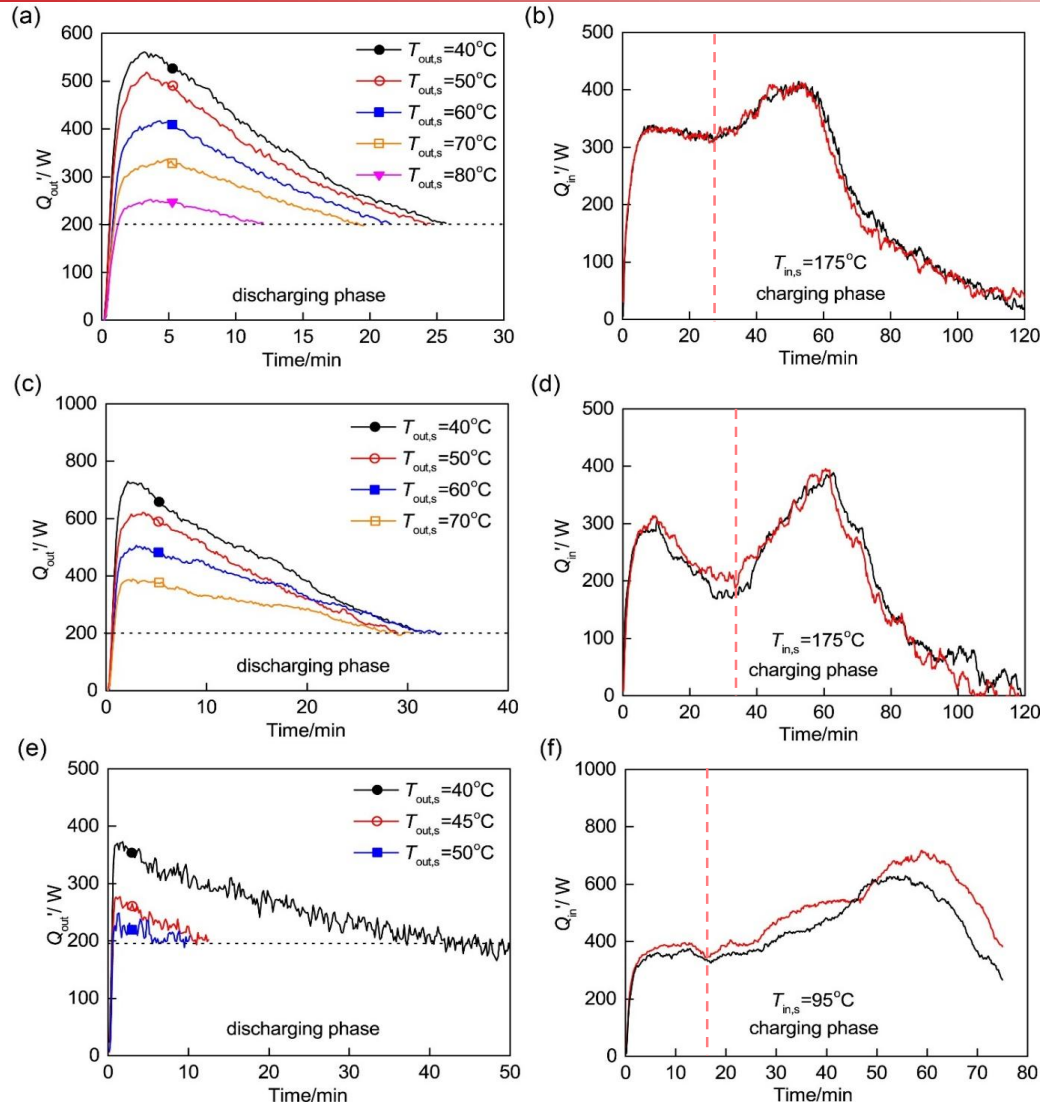 (a)
600
500
400
300
200
100
0
Q_out'/ W
T_out,s=40°C
T_out,s=50°C
T_out,s=60°C
T_out,s=70°C
T_out,s=80°C
discharging phase
0 5 10 15 20 25 30
Time/min
(b)
500
400
300
200
100
0
Q_in'/ W
T_in,s=175°C
charging phase
0 20 40 60 80 100 120
Time/min
(c)
1000
800
600
400
200
0
Q_out'/ W
T_out,s=40°C
T_out,s=50°C
T_out,s=60°C
T_out,s=70°C
discharging phase
0 10 20 30 40
Time/min
(d)
500
400
300
200
100
0
Q_in'/ W
T_in,s=175°C
charging phase
0 20 40 60 80 100 120
Time/min
(e)
500
400
300
200
100
0
Q_out'/ W
T_out,s=40°C
T_out,s=45°C
T_out,s=50°C
discharging phase
0 5 10 15 20 25 30 35 40 45 50
Time/min
(f)
1000
800
600
400
200
0
Q_in'/ W
T_in,s=95°C
charging phase
0 10 20 30 40 50 60 70 80
Time/min